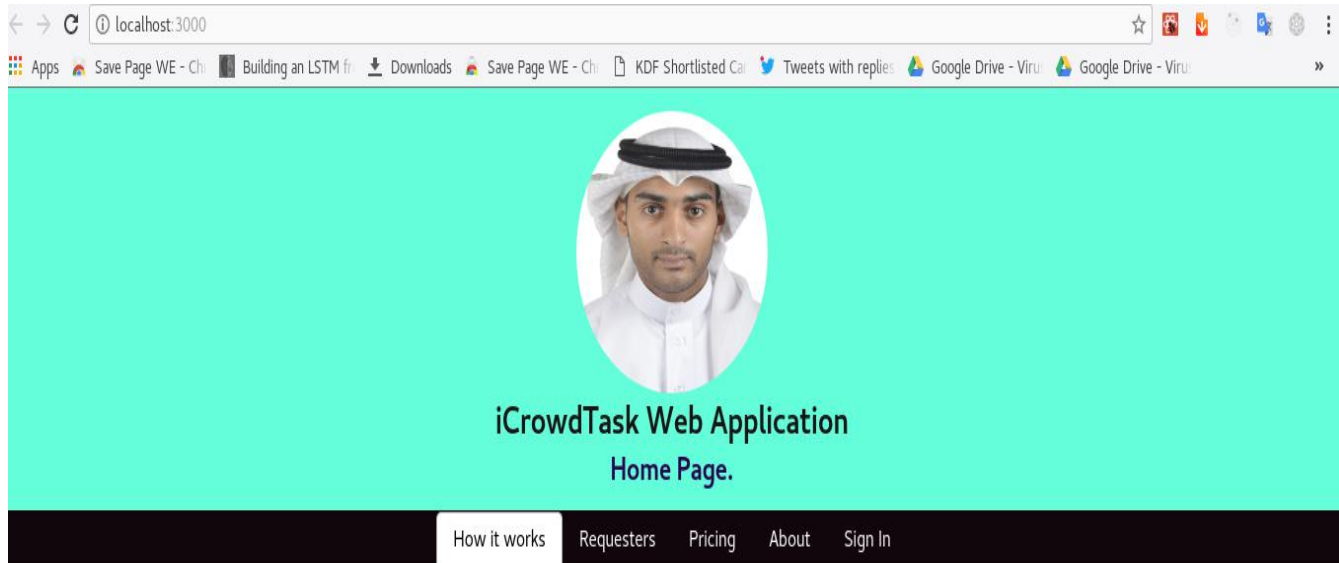 localhost:3000
Apps Save Page WE - Ch Building an LSTM fr Downloads Save Page WE - Ch KDF Shortlisted Ca Tweets with replies Google Drive - Viru Google Drive - Viru »
iCrowdTask Web Application
Home Page.
How it works Requesters Pricing About Sign In